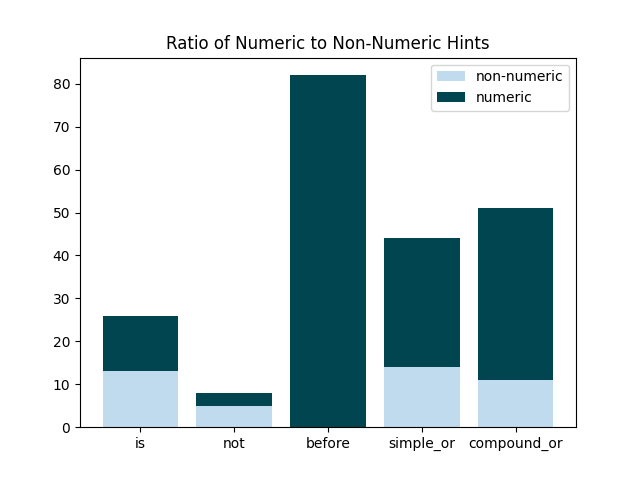 Ratio of Numeric to Non-Numeric Hints
non-numeric
numeric
80
70
60
50
40
30
20
10
0
is not before simple_or compound_or